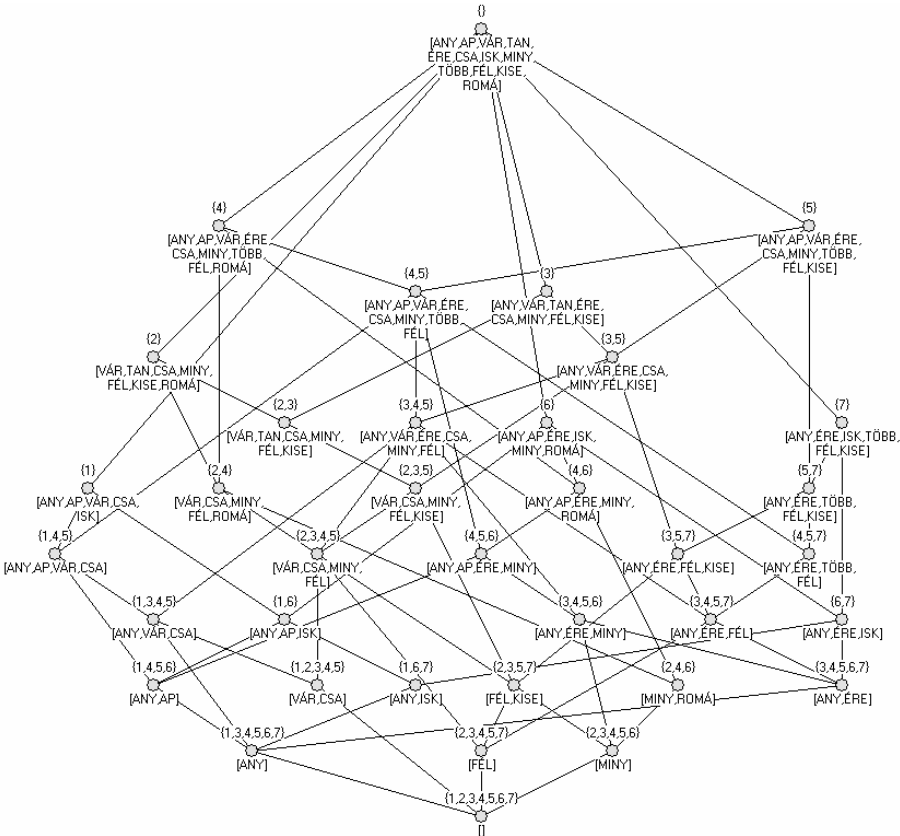 {}
[ANY,AP,VÁR,TAN,
ÉRE,CSA,ISK,MINY,
TÖBB,FÉL,KISE,
ROMÁ]
{4}
[ANY,AP,VÁR,ÉRE,
CSA,MINY,TÖBB,
FÉL,ROMÁ]
{5}
[ANY,AP,VÁR,ÉRE,
CSA,MINY,TÖBB,
FÉL,KISE]
{4,5}
[ANY,AP,VÁR,ÉRE,
CSA,MINY,TÖBB,
FÉL]
{3}
[ANY,VÁR,TAN,ÉRE,
CSA,MINY,FÉL,KISE]
{2}
[VÁR,TAN,CSA,MINY,
FÉL,KISE,ROMÁ]
{3,5}
[ANY,VÁR,ÉRE,CSA,
MINY,FÉL,KISE]
{2,3}
[VÁR,TAN,CSA,MINY,
FÉL,KISE]
{3,4,5}
[ANY,VÁR,ÉRE,CSA,
MINY,FÉL]
{6}
[ANY,AP,ÉRE,ISK,
MINY,ROMÁ]
{7}
[ANY,ÉRE,ISK,TÖBB,
FÉL,KISE]
{1}
[ANY,AP,VÁR,CSA,
ISK]
{2,4}
[VÁR,CSA,MINY,
FÉL,ROMÁ]
{2,3,5}
[VÁR,CSA,MINY,
FÉL,KISE]
{4,6}
[ANY,AP,ÉRE,MINY,
ROMÁ]
{5,7}
[ANY,ÉRE,TÖBB,
FÉL,KISE]
{1,4,5}
[ANY,AP,VÁR,CSA]
{2,3,4,5}
[VÁR,CSA,MINY,
FÉL]
{4,5,6}
[ANY,AP,ÉRE,MINY]
{3,5,7}
[ANY,ÉRE,FÉL,KISE]
{4,5,7}
[ANY,ÉRE,TÖBB,
FÉL]
{1,3,4,5}
[ANY,VÁR,CSA]
{1,6}
[ANY,AP,ISK]
{3,4,5,6}
[ANY,ÉRE,MINY]
{3,4,5,7}
[ANY,ÉRE,FÉL]
{6,7}
[ANY,ÉRE,ISK]
{1,4,5,6}
[ANY,AP]
{1,2,3,4,5}
[VÁR,CSA]
{1,6,7}
[ANY,ISK]
{2,3,5,7}
[FÉL,KISE]
{2,4,6}
[MINY,ROMÁ]
{3,4,5,6,7}
[ANY,ÉRE]
{1,3,4,5,6,7}
[ANY]
{2,3,4,5,7}
[FÉL]
{2,3,4,5,6}
[MINY]
{1,2,3,4,5,6,7}
[]